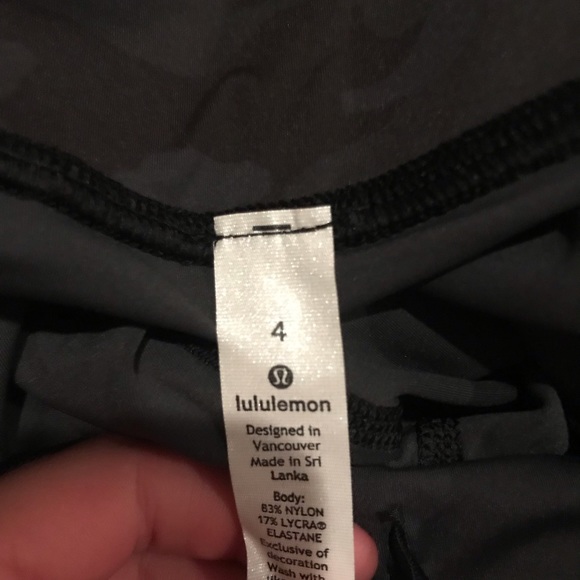 4
lululemon
Designed in
Vancouver
Made in Sri
Lanka
Body:
83% NYLON
17% LYCRA®
ELASTANE
Exclusive of
decoration
Wash with